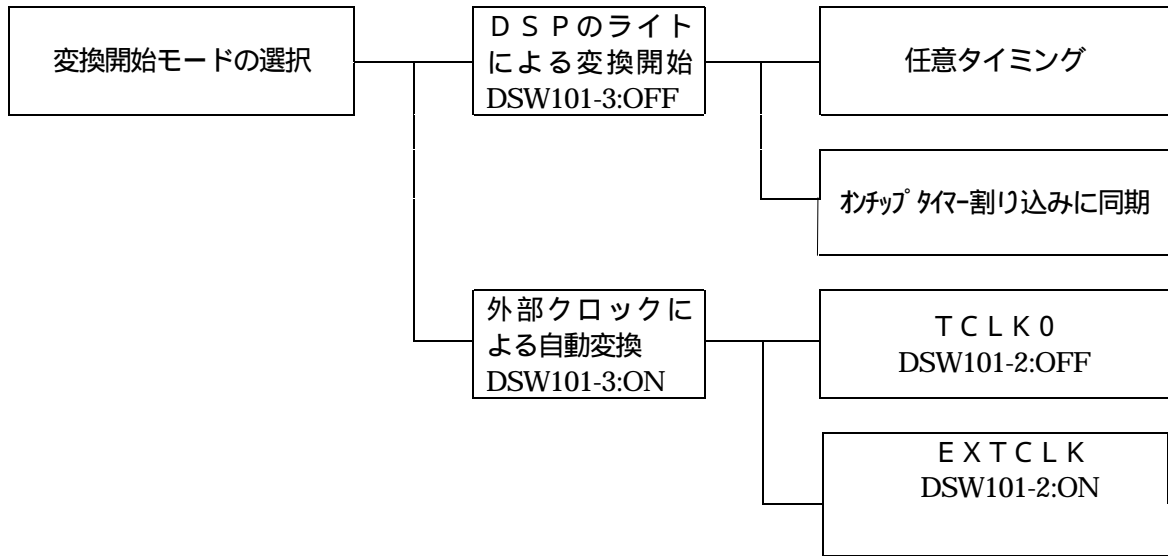 変換開始モードの選択
ＤＳＰのライト
による変換開始
DSW101-3:OFF
任意タイミング
ｵﾝﾁｯﾌﾟﾀｲﾏｰ割り込みに同期
外部クロックに
よる自動変換
DSW101-3:ON
ＴＣＬＫ０
DSW101-2:OFF
ＥＸＴＣＬＫ
DSW101-2:ON